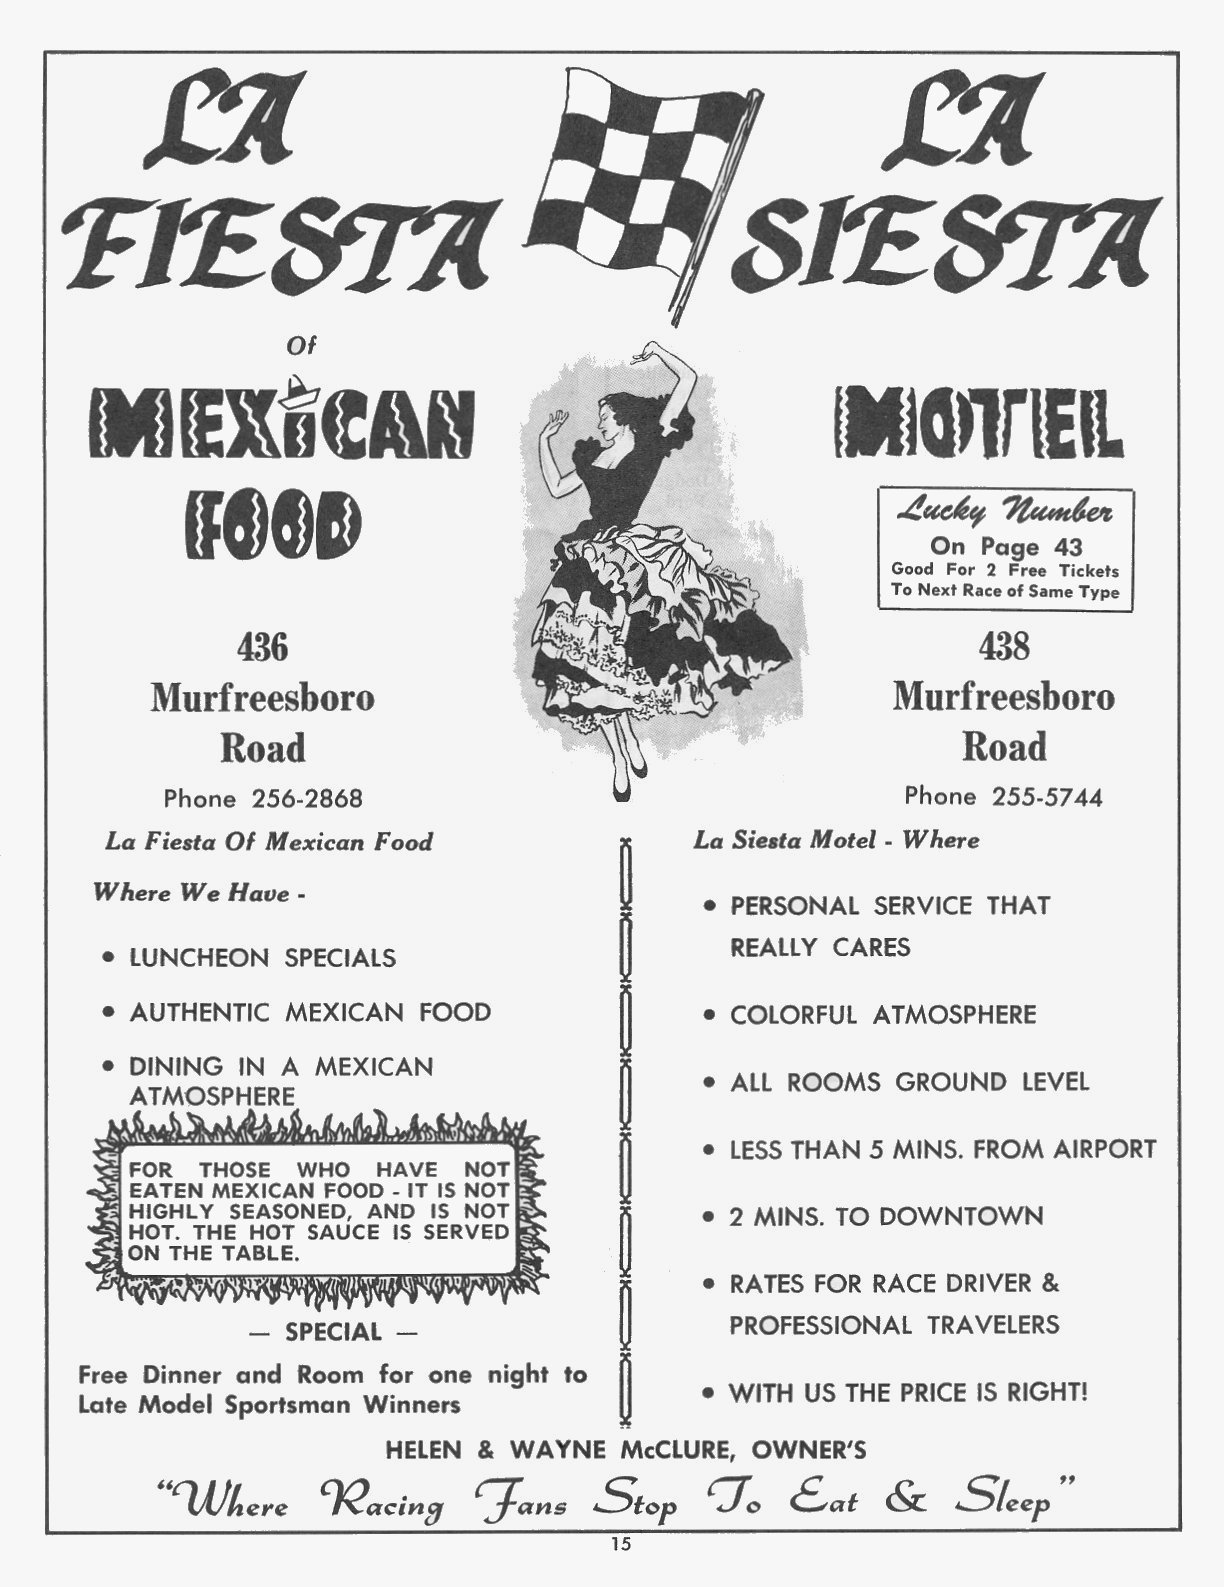 LA
FIESTA
Of
MEXICAN
FOOD
436
Murfreesboro
Road
Phone 256-2868
LA
SIESTA
MOTEL
Lucky Number
On Page 43
Good For 2 Free Tickets
To Next Race of Same Type
438
Murfreesboro
Road
Phone 255-5744
La Fiesta Of Mexican Food
Where We Have -
• LUNCHEON SPECIALS
• AUTHENTIC MEXICAN FOOD
• DINING IN A MEXICAN
ATMOSPHERE
FOR THOSE WHO HAVE NOT
EATEN MEXICAN FOOD - IT IS NOT
HIGHLY SEASONED, AND IS NOT
HOT. THE HOT SAUCE IS SERVED
ON THE TABLE.
— SPECIAL —
Free Dinner and Room for one night to
Late Model Sportsman Winners
La Siesta Motel - Where
• PERSONAL SERVICE THAT
REALLY CARES
• COLORFUL ATMOSPHERE
• ALL ROOMS GROUND LEVEL
• LESS THAN 5 MINS. FROM AIRPORT
• 2 MINS. TO DOWNTOWN
• RATES FOR RACE DRIVER &
PROFESSIONAL TRAVELERS
• WITH US THE PRICE IS RIGHT!
HELEN & WAYNE McCLURE, OWNER'S
"Where Racing Fans Stop To Eat & Sleep"
15